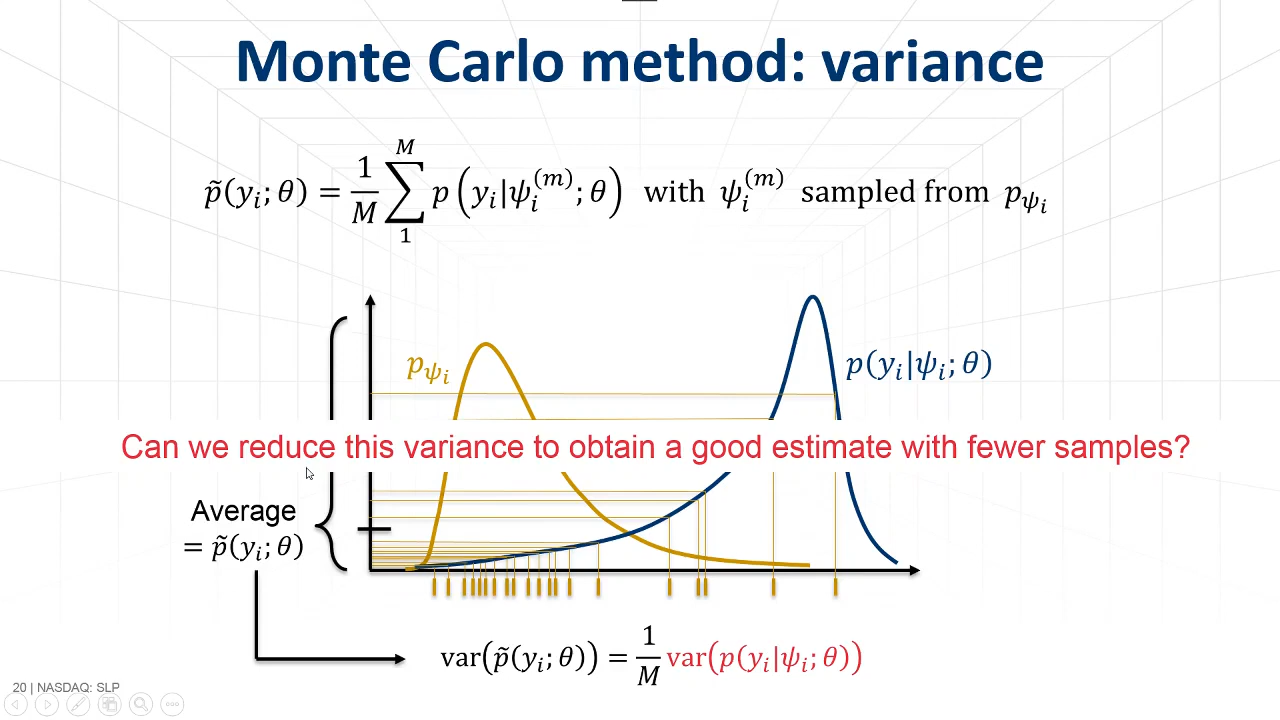 Monte Carlo method: variance
p̃(yᵢ; θ) = 1/M ∑₁ᴹ p(yᵢ|ψᵢ⁽ᵐ⁾; θ) with ψᵢ⁽ᵐ⁾ sampled from p_ψᵢ
p_ψᵢ
p(yᵢ|ψᵢ; θ)
Can we reduce this variance to obtain a good estimate with fewer samples?
Average
= p̃(yᵢ; θ)
var(p̃(yᵢ; θ)) = 1/M var(p(yᵢ|ψᵢ; θ))
20 | NASDAQ: SLP